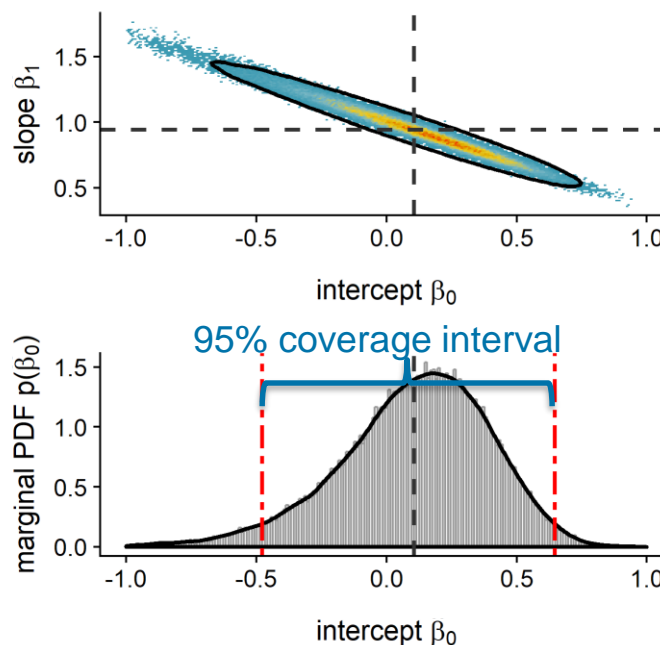 slope β₁
1.5
1.0
0.5
-1.0 -0.5 0.0 0.5 1.0
intercept β₀
95% coverage interval
marginal PDF p(β₀)
1.5
1.0
0.5
0.0
-1.0 -0.5 0.0 0.5 1.0
intercept β₀